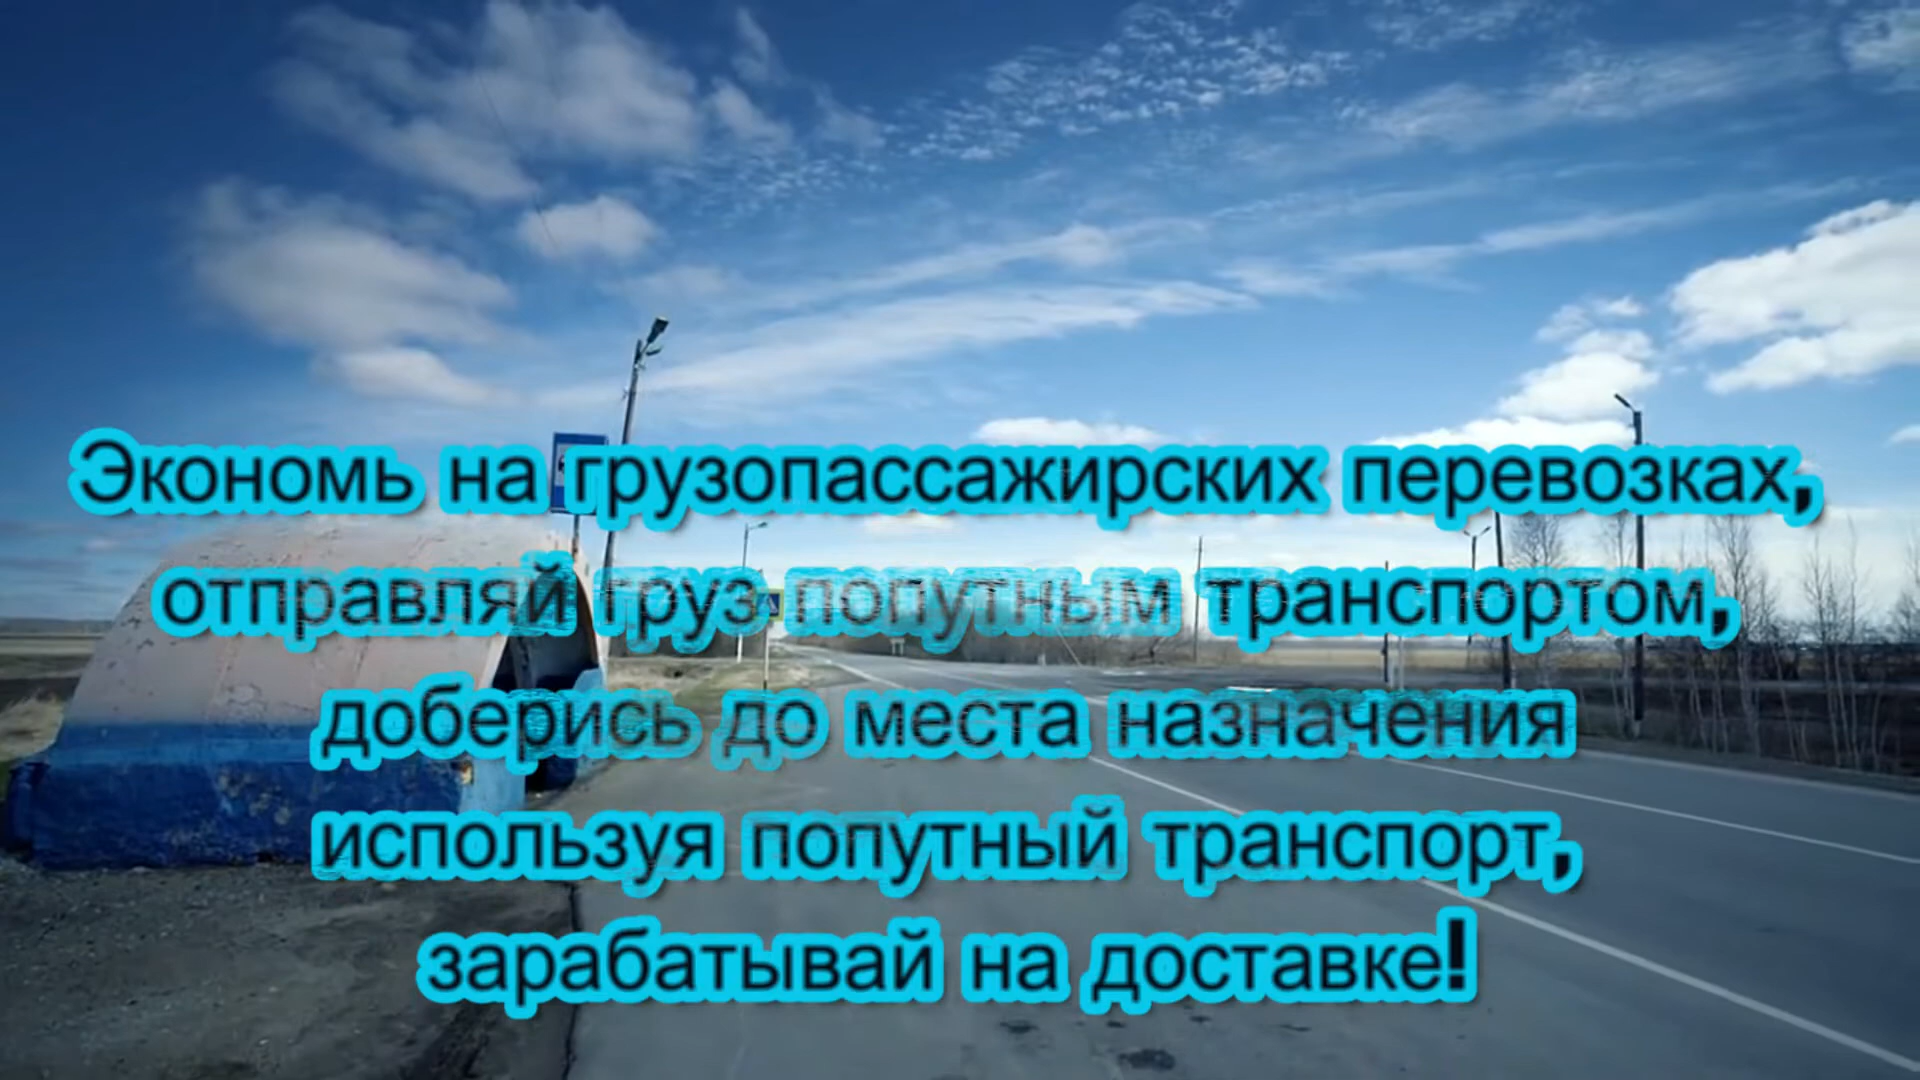 Экономь на грузопассажирских перевозках,
отправляй груз попутным транспортом,
доберись до места назначения
используя попутный транспорт,
зарабатывай на доставке!